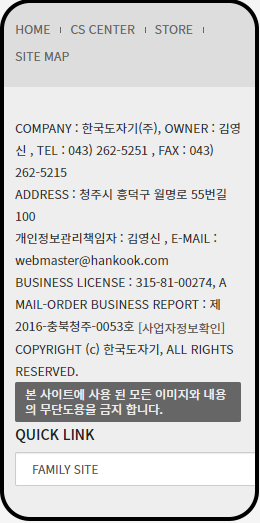 HOME | CS CENTER | STORE |
SITE MAP
COMPANY : 한국도자기(주), OWNER : 김영
신 , TEL : 043) 262-5251 , FAX : 043)
262-5215
ADDRESS : 청주시 흥덕구 월명로 55번길
100
개인정보관리책임자 : 김영신 , E-MAIL :
webmaster@hankook.com
BUSINESS LICENSE : 315-81-00274, A
MAIL-ORDER BUSINESS REPORT : 제
2016-충북청주-0053호 [사업자정보확인]
COPYRIGHT (c) 한국도자기, ALL RIGHTS
RESERVED.
본 사이트에 사용 된 모든 이미지와 내용
의 무단도용을 금지 합니다.
QUICK LINK
FAMILY SITE